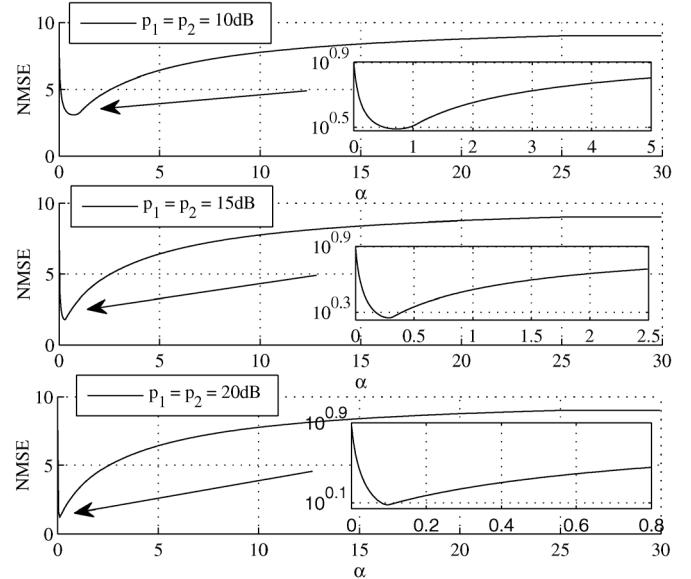 p1 = p2 = 10dB
10
5
0
NMSE
10^0.9
10^0.5
0 1 2 3 4 5
0 5 10 15 20 25 30
α
p1 = p2 = 15dB
10
5
0
NMSE
10^0.9
10^0.3
0 0.5 1 1.5 2 2.5
0 5 10 15 20 25 30
α
p1 = p2 = 20dB
10
5
0
NMSE
10^0.9
10^0.1
0 0.2 0.4 0.6 0.8
0 5 10 15 20 25 30
α